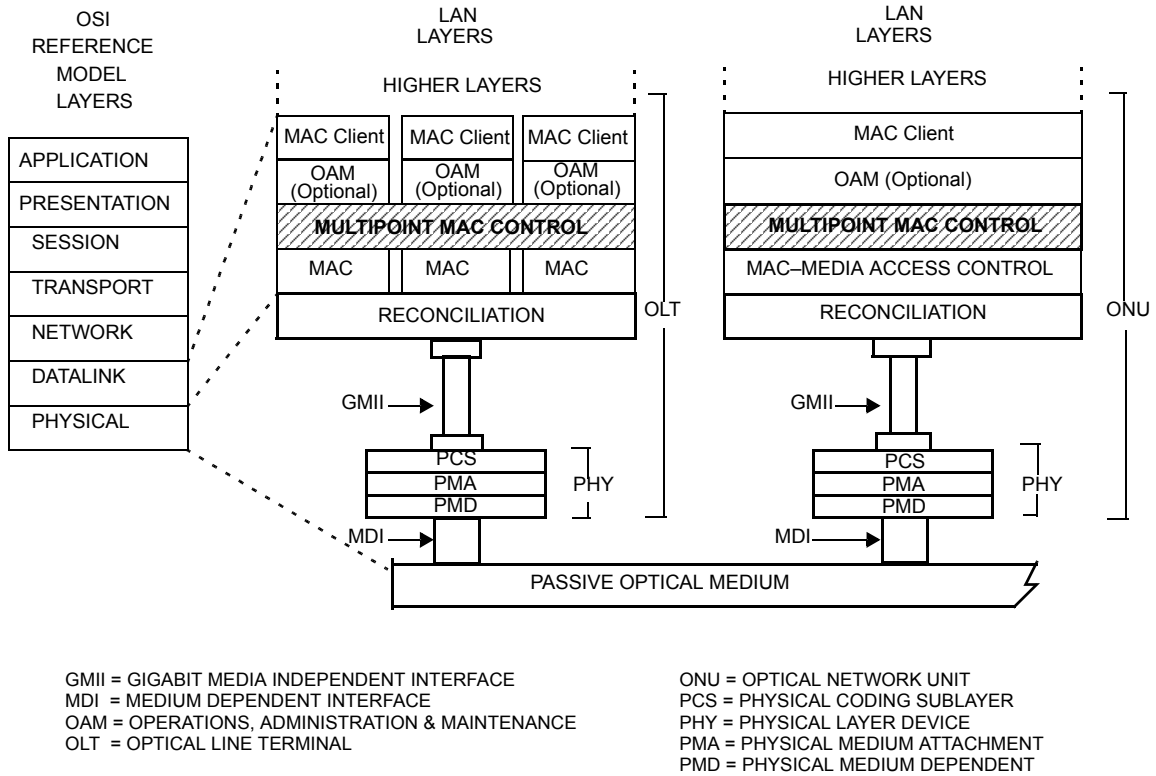 OSI
REFERENCE
MODEL
LAYERS
APPLICATION
PRESENTATION
SESSION
TRANSPORT
NETWORK
DATALINK
PHYSICAL
LAN
LAYERS
HIGHER LAYERS
MAC Client
MAC Client
MAC Client
OAM
(Optional)
OAM
(Optional)
OAM
(Optional)
MULTIPOINT MAC CONTROL
MAC
MAC
MAC
RECONCILIATION
OLT
GMII
PCS
PMA
PMD
PHY
MDI
LAN
LAYERS
HIGHER LAYERS
MAC Client
OAM (Optional)
MULTIPOINT MAC CONTROL
MAC–MEDIA ACCESS CONTROL
RECONCILIATION
ONU
GMII
PCS
PMA
PMD
PHY
MDI
PASSIVE OPTICAL MEDIUM
GMII = GIGABIT MEDIA INDEPENDENT INTERFACE
MDI = MEDIUM DEPENDENT INTERFACE
OAM = OPERATIONS, ADMINISTRATION & MAINTENANCE
OLT = OPTICAL LINE TERMINAL
ONU = OPTICAL NETWORK UNIT
PCS = PHYSICAL CODING SUBLAYER
PHY = PHYSICAL LAYER DEVICE
PMA = PHYSICAL MEDIUM ATTACHMENT
PMD = PHYSICAL MEDIUM DEPENDENT